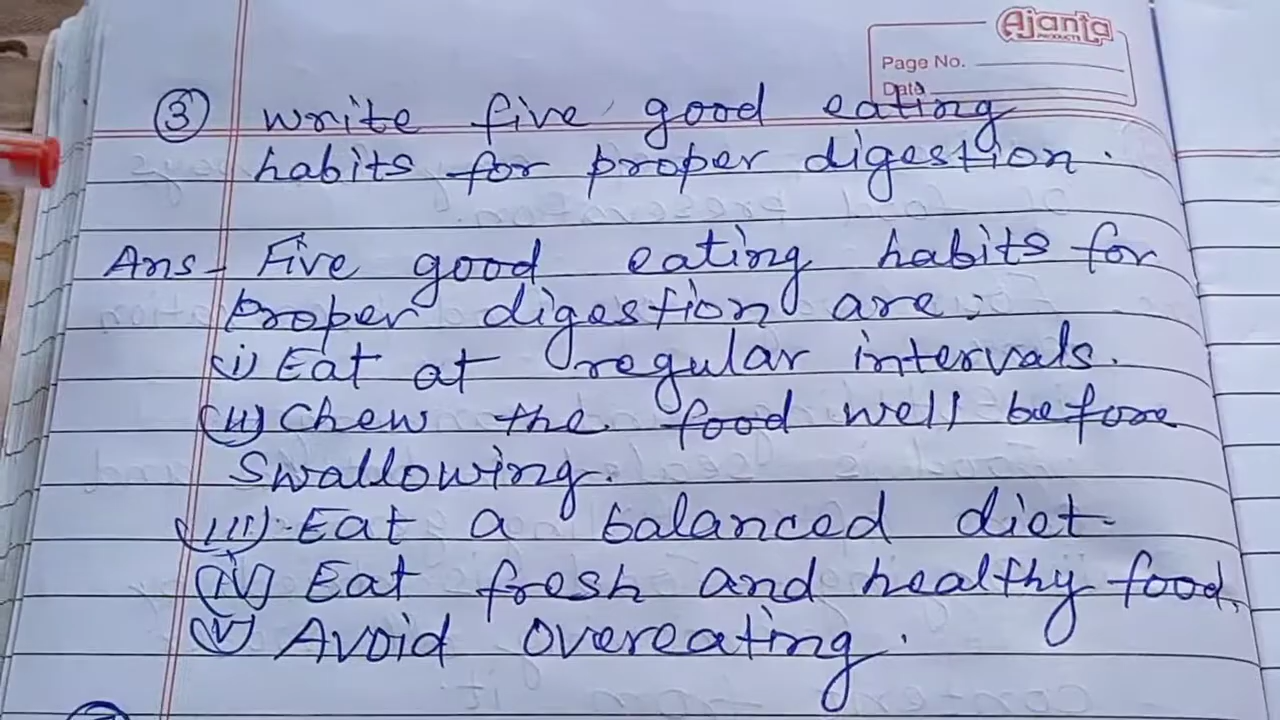 Ajanta
PRODUCTS
Page No.
Data
③ Write five good eating
habits for proper digestion.
Ans - Five good eating habits for
proper digestion are:
(i) Eat at regular intervals.
(ii) Chew the food well before
Swallowing.
(iii) Eat a balanced diet.
(iv) Eat fresh and healthy food.
(v) Avoid overeating.